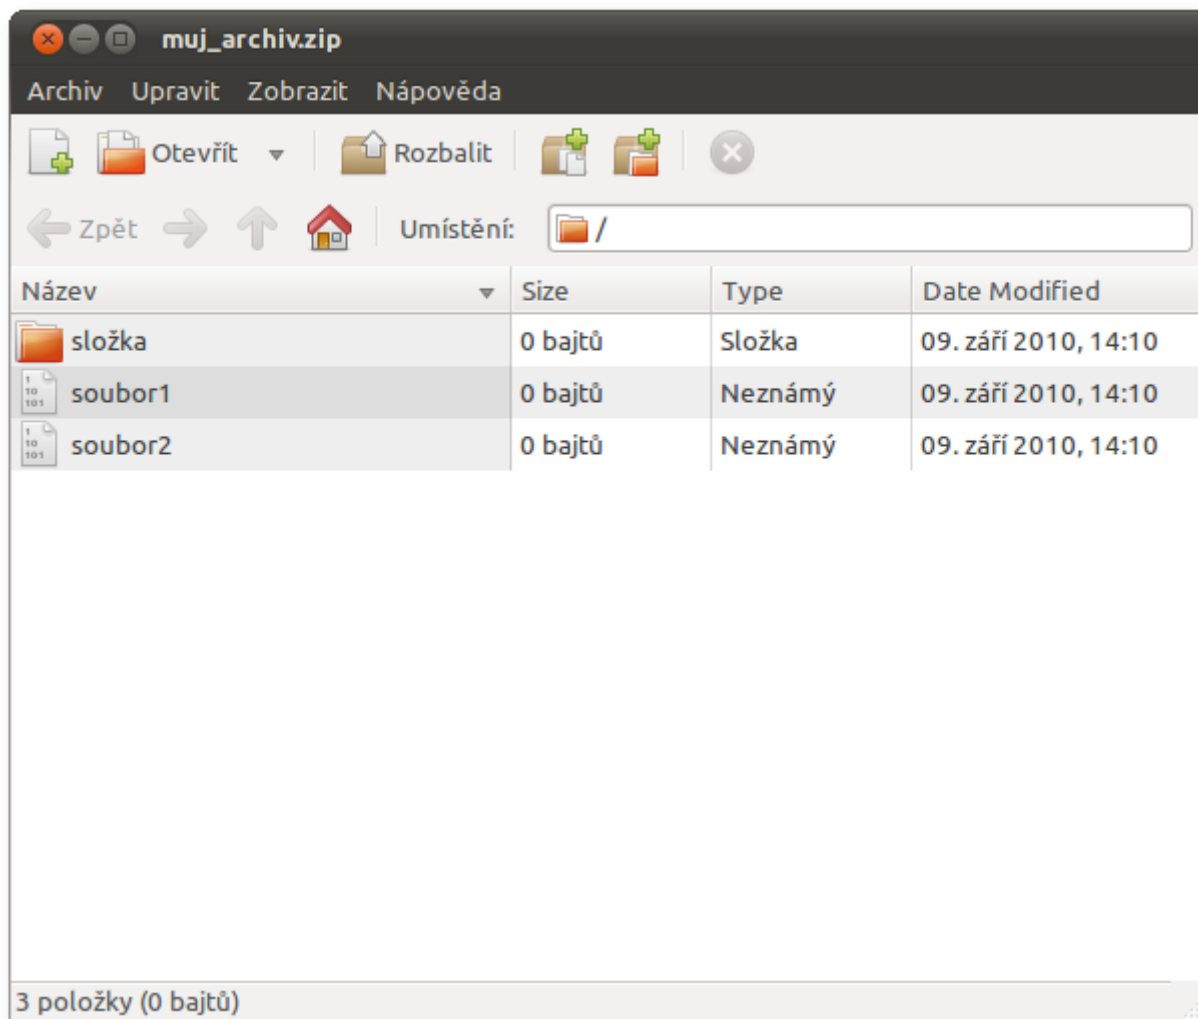 muj_archiv.zip
Archiv Upravit Zobrazit Nápověda
Otevřít Rozbalit
Zpět Umístění: /
Název Size Type Date Modified
složka 0 bajtů Složka 09. září 2010, 14:10
soubor1 0 bajtů Neznámý 09. září 2010, 14:10
soubor2 0 bajtů Neznámý 09. září 2010, 14:10
3 položky (0 bajtů)